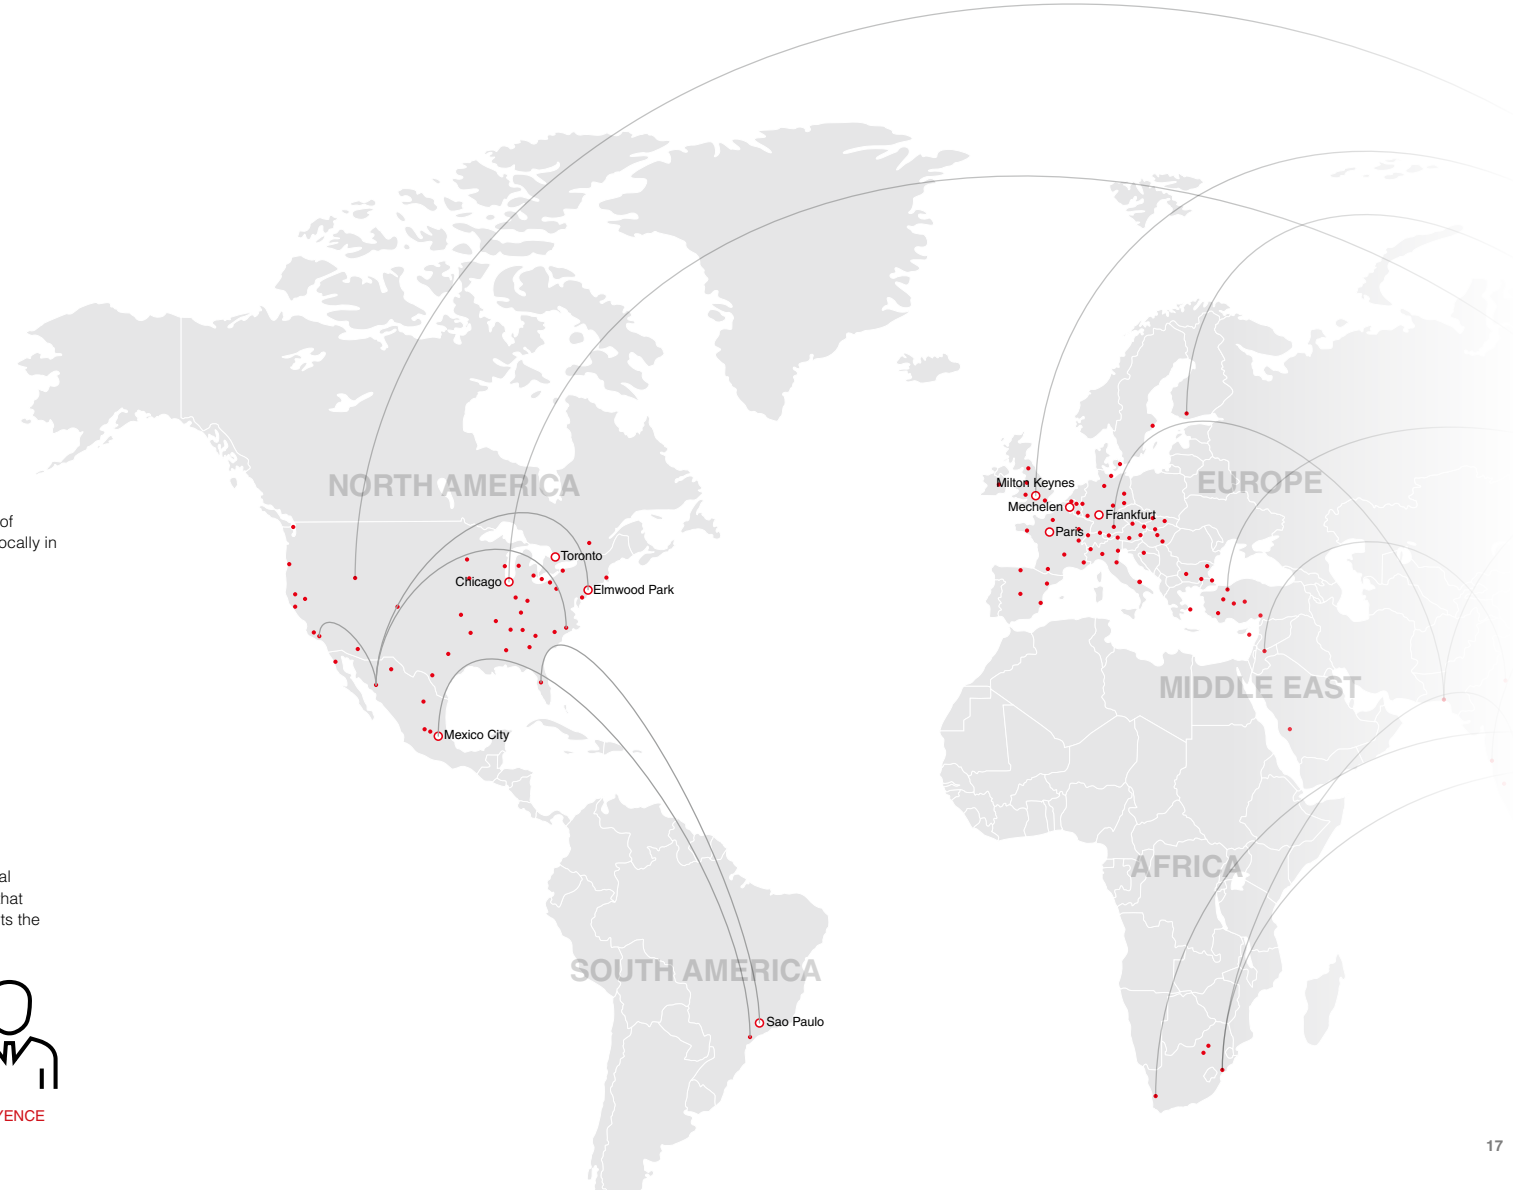 of
ocally in
al
hat
ts the
YENCE
NORTH AMERICA
Toronto
Chicago
Elmwood Park
Mexico City
SOUTH AMERICA
Sao Paulo
EUROPE
Milton Keynes
Mechelen
Frankfurt
Paris
MIDDLE EAST
AFRICA
17